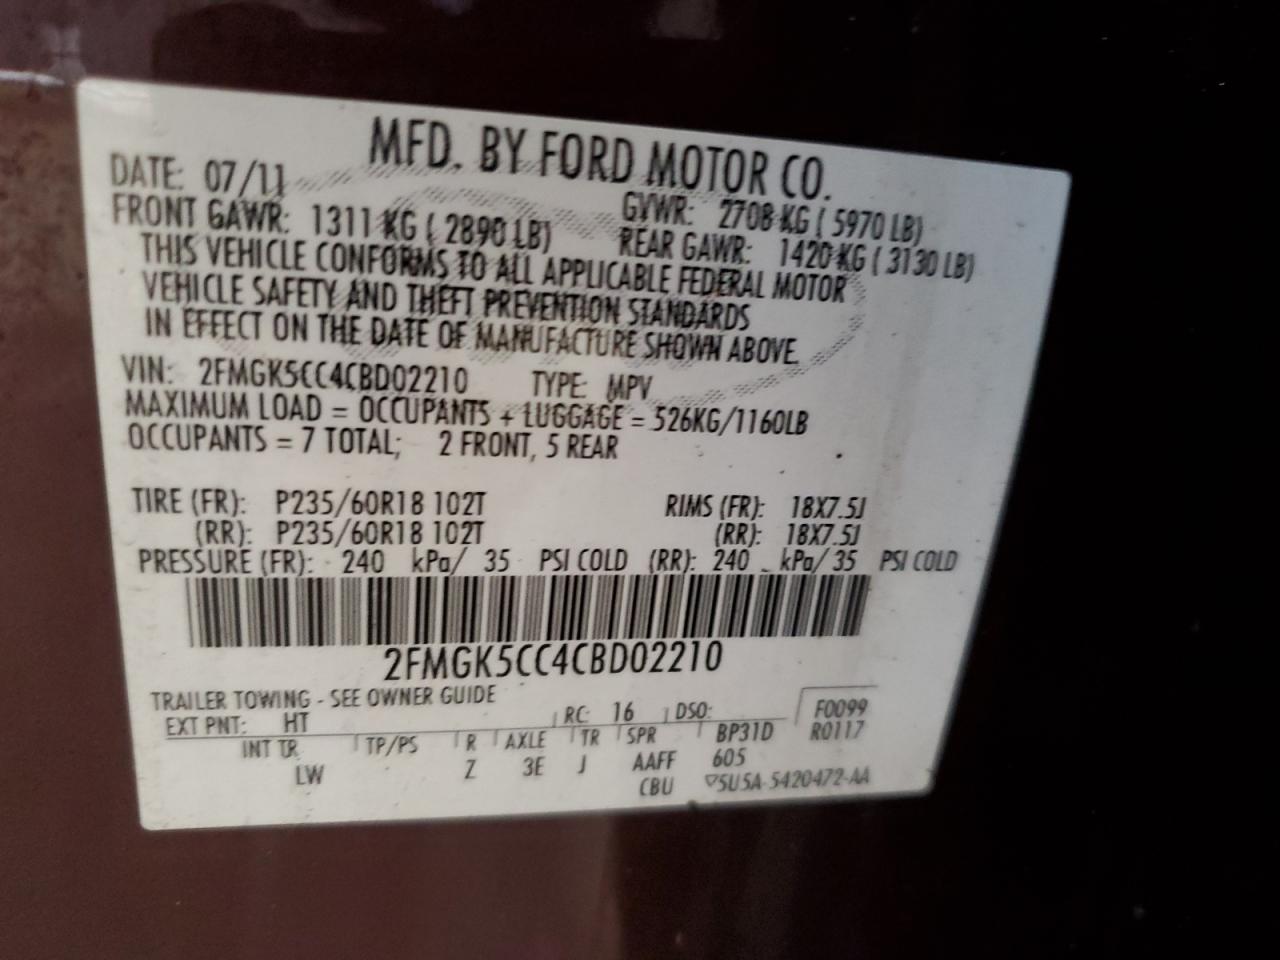 MFD. BY FORD MOTOR CO.
DATE: 07/11
GVWR: 2708 KG ( 5970 LB)
FRONT GAWR: 1311 KG ( 2890 LB)
REAR GAWR: 1420 KG ( 3130 LB)
THIS VEHICLE CONFORMS TO ALL APPLICABLE FEDERAL MOTOR
VEHICLE SAFETY AND THEFT PREVENTION STANDARDS
IN EFFECT ON THE DATE OF MANUFACTURE SHOWN ABOVE.
VIN: 2FMGK5CC4CBD02210 TYPE: MPV
MAXIMUM LOAD = OCCUPANTS + LUGGAGE = 526KG/1160LB
OCCUPANTS = 7 TOTAL; 2 FRONT, 5 REAR
TIRE (FR): P235/60R18 102T RIMS (FR): 18X7.5J
(RR): P235/60R18 102T (RR): 18X7.5J
PRESSURE (FR): 240 kPa/ 35 PSI COLD (RR): 240 kPa/ 35 PSI COLD
2FMGK5CC4CBD02210
TRAILER TOWING - SEE OWNER GUIDE
EXT PNT: HT RC: 16 DSO: F0099
INT TR TP/PS R AXLE TR SPR BP31D R0117
LW Z 3E J AAFF 605
CBU 5U5A-5420472-AA